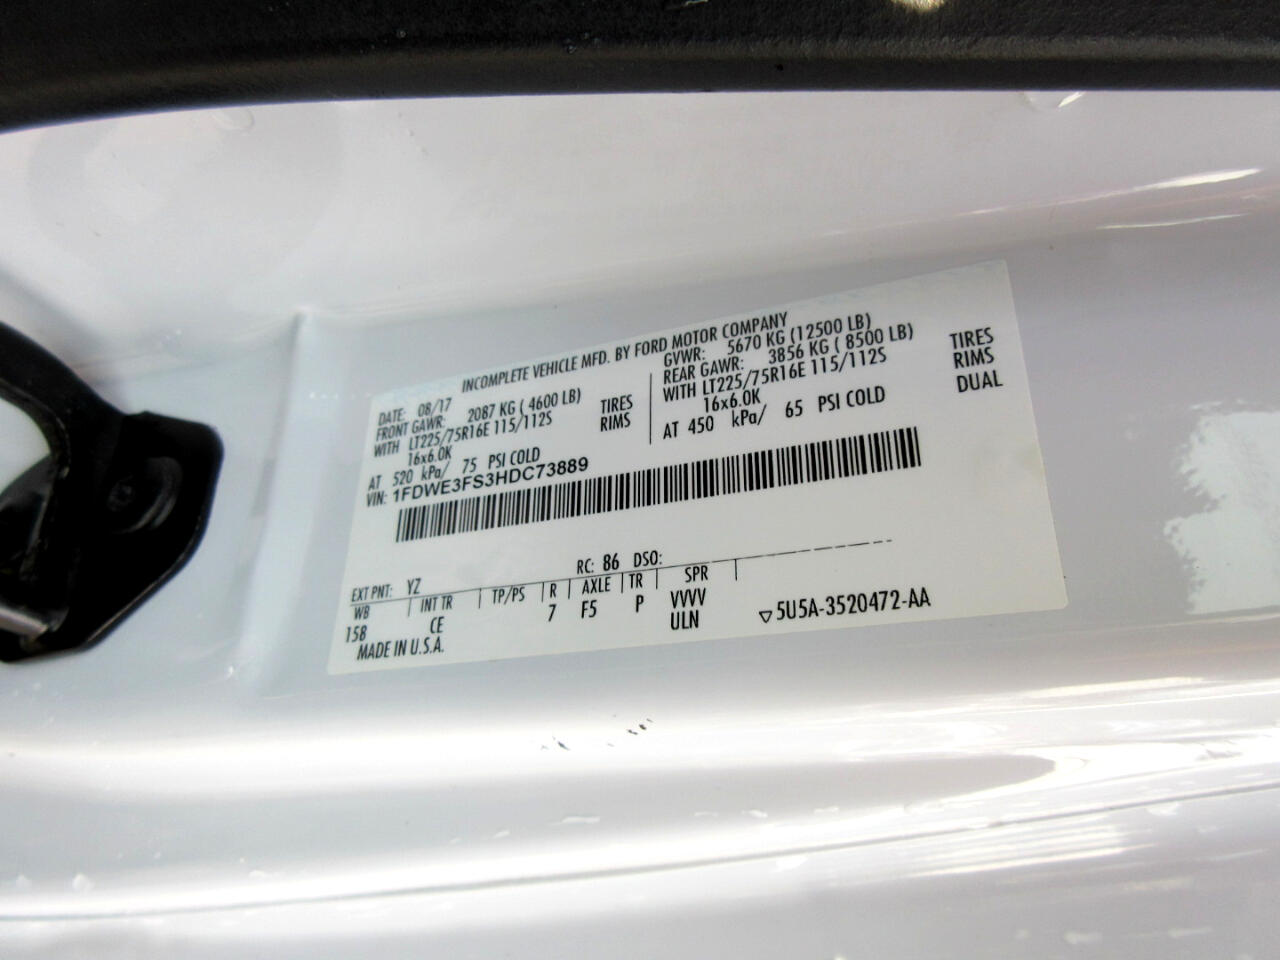 INCOMPLETE VEHICLE MFD. BY FORD MOTOR COMPANY
DATE: 08/17
FRONT GAWR: 2087 KG ( 4600 LB)
WITH LT225/75R16E 115/112S TIRES
16x6.0K RIMS
AT 520 kPa/ 75 PSI COLD
GVWR: 5670 KG (12500 LB)
REAR GAWR: 3856 KG ( 8500 LB)
WITH LT225/75R16E 115/112S TIRES
16x6.0K RIMS
AT 450 kPa/ 65 PSI COLD DUAL
VIN: 1FDWE3FS3HDC73889
EXT PNT: YZ RC: 86 DSO:
WB INT TR TP/PS R AXLE TR SPR
158 CE 7 F5 P VVVV
MADE IN U.S.A. ULN ▽5U5A-3520472-AA